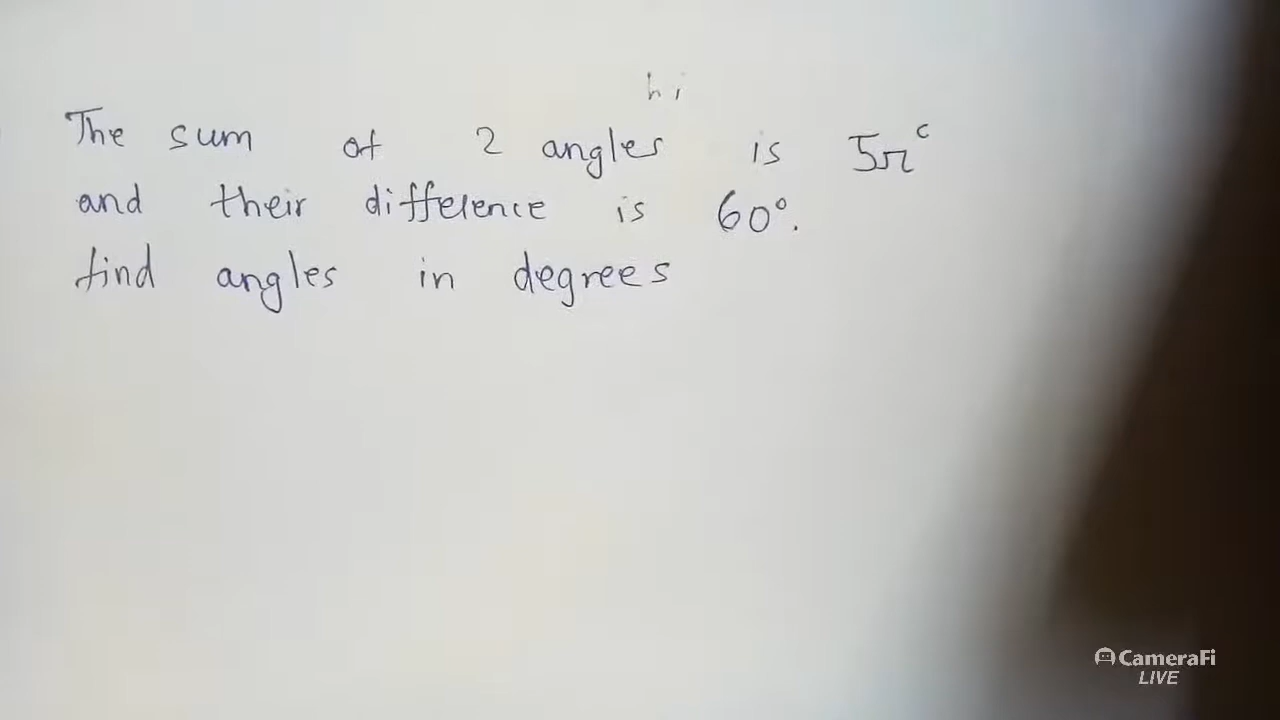 hi
The sum of 2 angles is 5π^c
and their difference is 60°.
find angles in degrees
CameraFi
LIVE